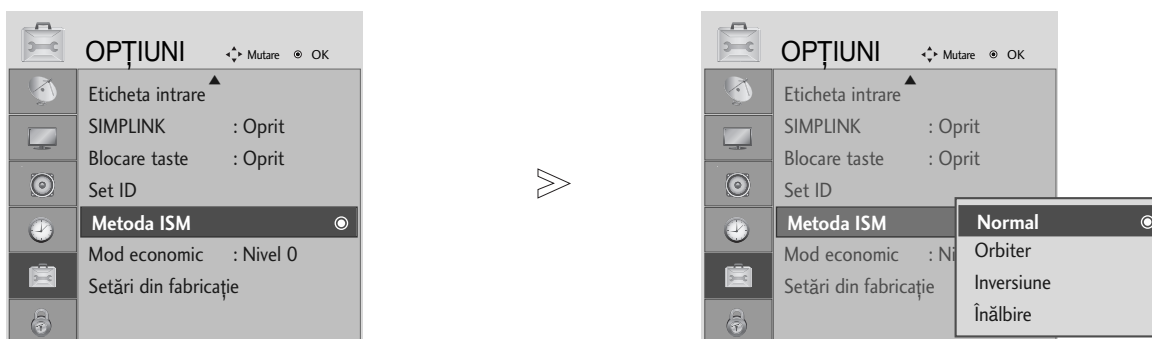 OPȚIUNI Mutare OK
Eticheta intrare
SIMPLINK : Oprit
Blocare taste : Oprit
Set ID
Metoda ISM
Mod economic : Nivel 0
Setări din fabricație
OPȚIUNI Mutare OK
Eticheta intrare
SIMPLINK : Oprit
Blocare taste : Oprit
Set ID
Metoda ISM
Mod economic : Ni
Setări din fabricație
Normal
Orbiter
Inversiune
Înălbire